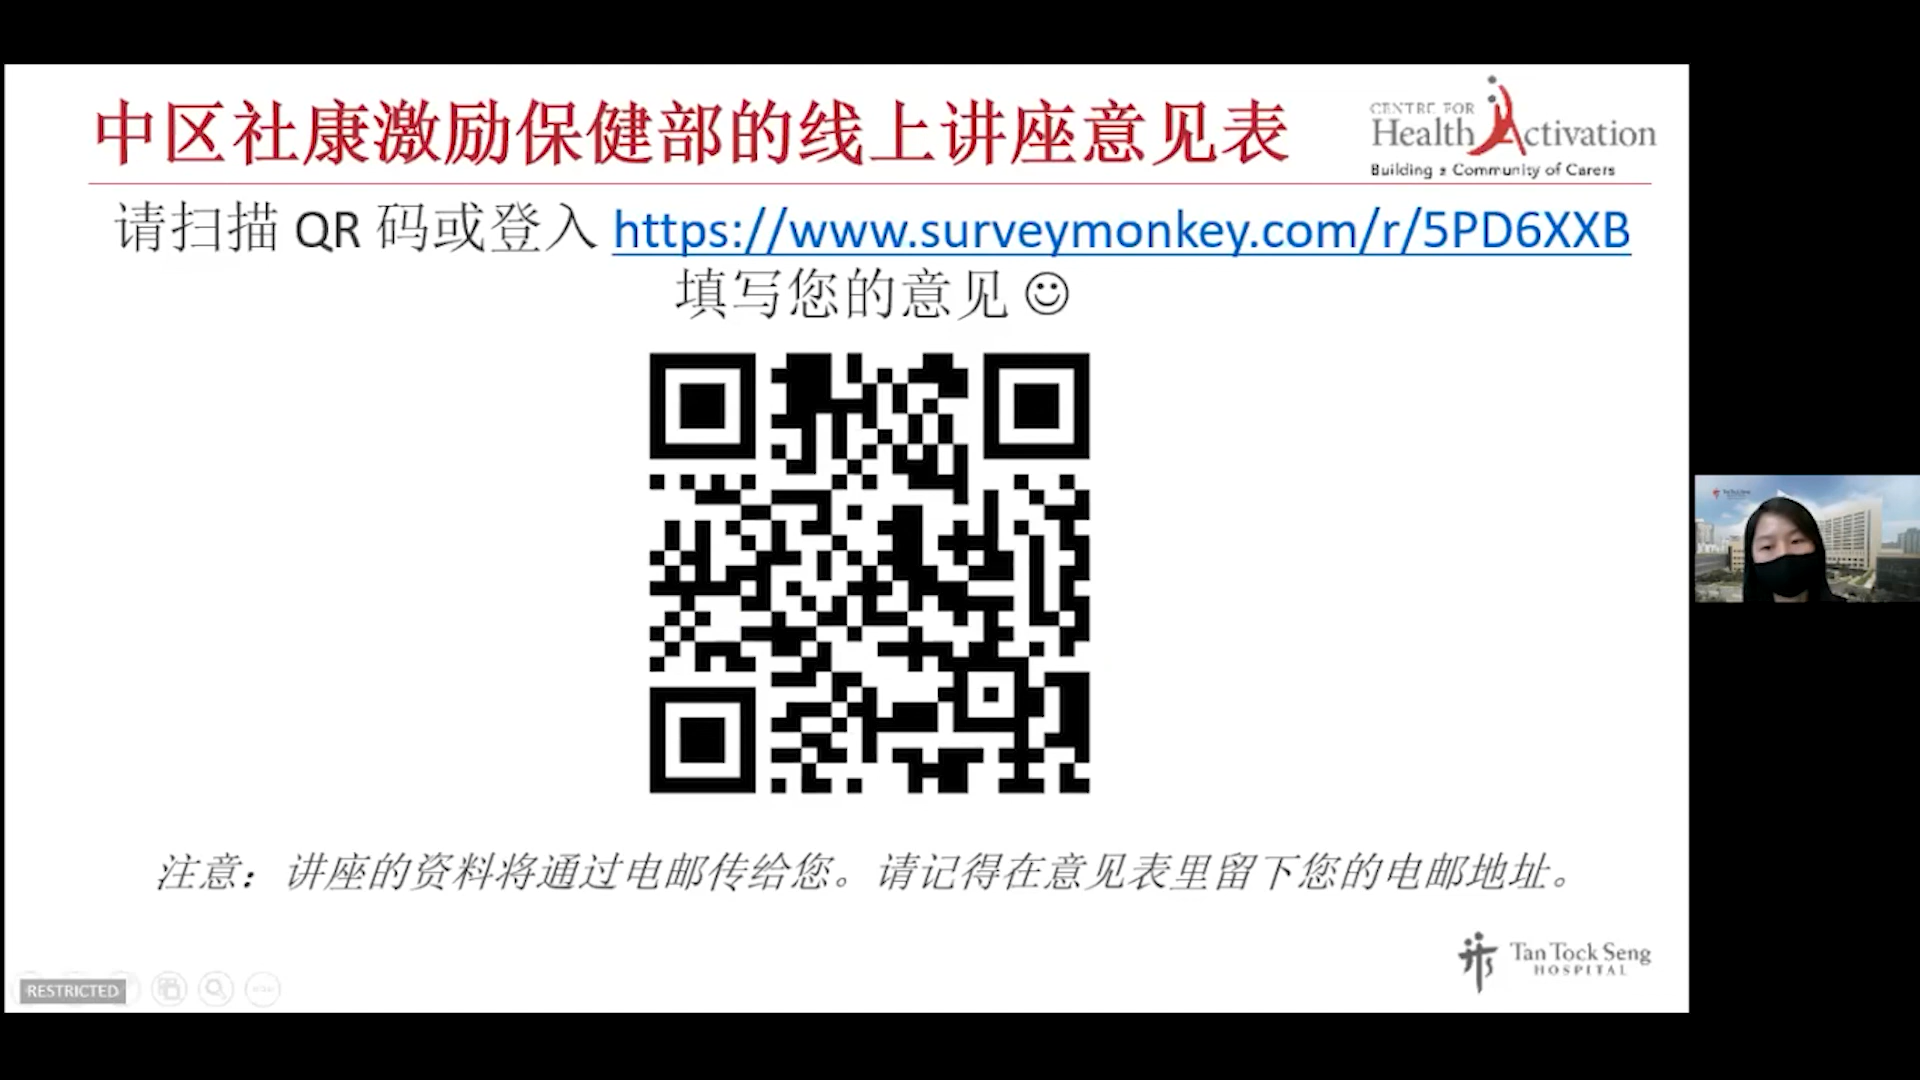 中区社康激励保健部的线上讲座意见表
CENTRE FOR
Health Activation
Building a Community of Carers
请扫描 QR 码或登入 https://www.surveymonkey.com/r/5PD6XXB
填写您的意见☺
注意：讲座的资料将通过电邮传给您。请记得在意见表里留下您的电邮地址。
Tan Tock Seng
HOSPITAL
RESTRICTED
Tan Tock Seng